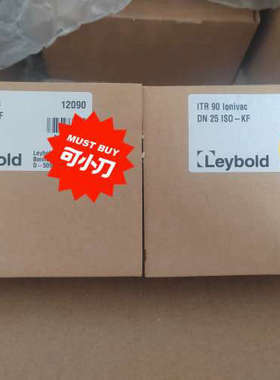 12090
F
Leybold
MUST BUY
可小刀
ITR 90 Ionivac
DN 25 ISO-KF
Leybold